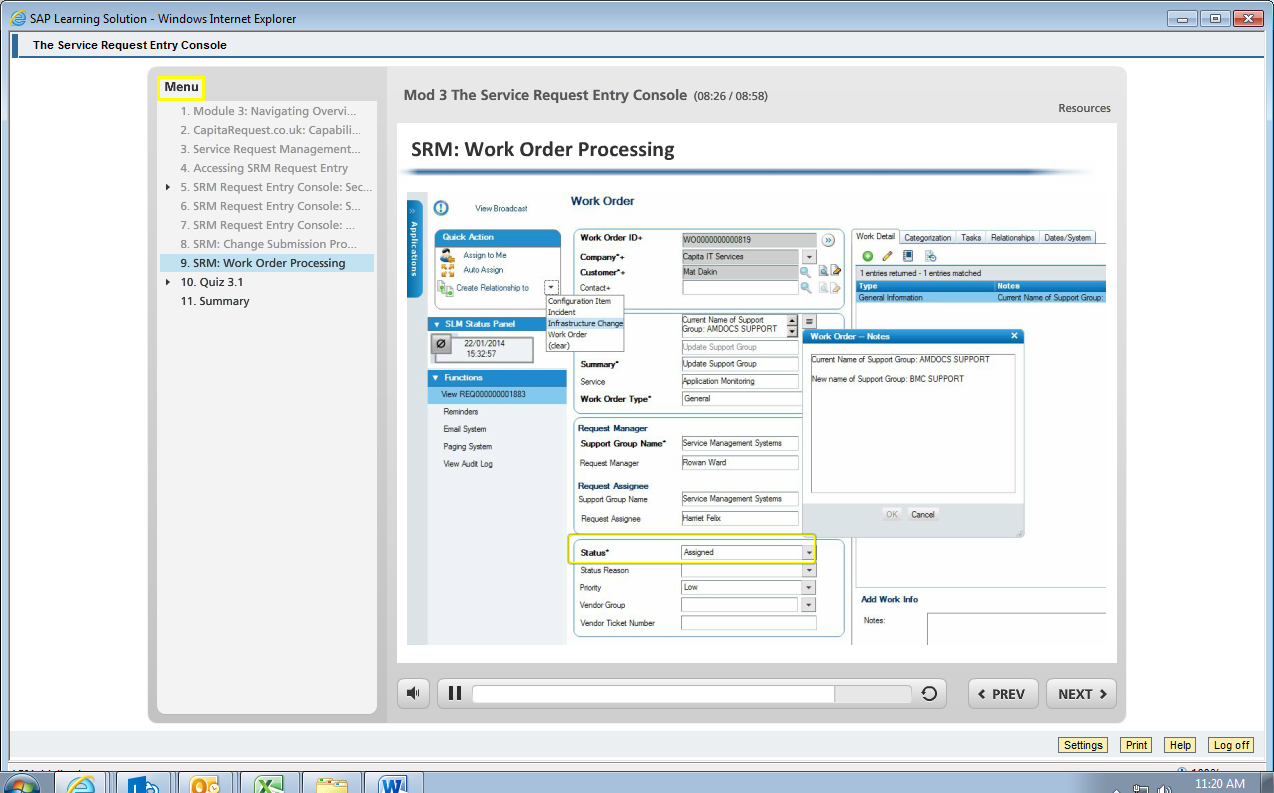 SAP Learning Solution - Windows Internet Explorer
The Service Request Entry Console
Menu
1. Module 3: Navigating Overvi...
2. CapitaRequest.co.uk: Capabili...
3. Service Request Management...
4. Accessing SRM Request Entry
5. SRM Request Entry Console: Sec...
6. SRM Request Entry Console: S...
7. SRM Request Entry Console: ...
8. SRM: Change Submission Pro...
9. SRM: Work Order Processing
10. Quiz 3.1
11. Summary
Mod 3 The Service Request Entry Console (08:26 / 08:58)
Resources
SRM: Work Order Processing
Applications
View Broadcast
Quick Action
Assign to Me
Auto Assign
Create Relationship to
Configuration Item
Incident
Infrastructure Change
Work Order
(clear)
SLM Status Panel
22/01/2014
15:32:57
Functions
View REQ000000001883
Reminders
Email System
Paging System
View Audit Log
Work Order
Work Order ID+ WO0000000000819
Company*+ Capita IT Services
Customer*+ Mat Dakin
Contact+
Current Name of Support
Group: AMDOCS SUPPORT
Update Support Group
Summary* Update Support Group
Service Application Monitoring
Work Order Type* General
Request Manager
Support Group Name* Service Management Systems
Request Manager Rowan Ward
Request Assignee
Support Group Name Service Management Systems
Request Assignee Harriet Felix
Status* Assigned
Status Reason
Priority Low
Vendor Group
Vendor Ticket Number
Work Detail Categorization Tasks Relationships Dates/System
1 entries returned - 1 entries matched
Type Notes
General Information Current Name of Support Group:
Work Order -- Notes
Current Name of Support Group: AMDOCS SUPPORT
New name of Support Group: BMC SUPPORT
OK Cancel
Add Work Info
Notes:
PREV
NEXT
Settings Print Help Log off
11:20 AM